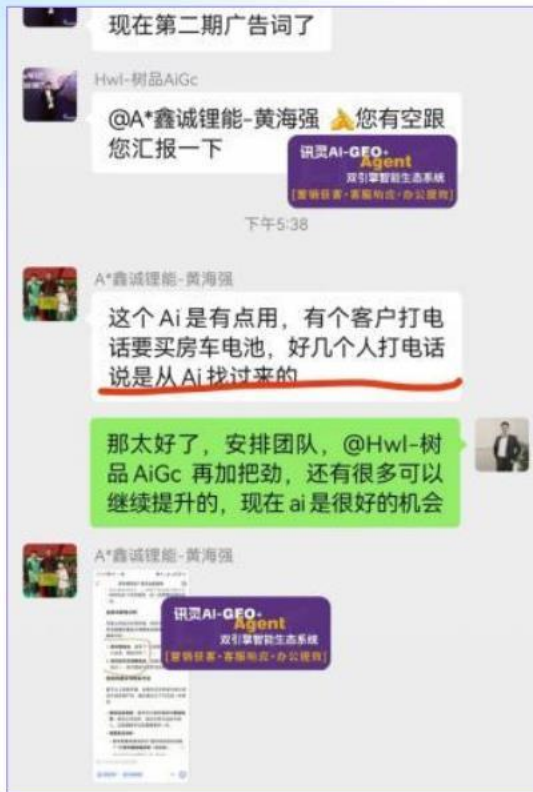 现在第二期广告词了
Hwl-树品AiGc
@A*鑫诚锂能-黄海强 🙏您有空跟
您汇报一下
讯灵AI-GEO+
Agent
双引擎智能生态系统
[营销获客·客服响应·办公提效]
下午5:38
A*鑫诚锂能-黄海强
这个Ai是有点用，有个客户打电
话要买房车电池，好几个人打电话
说是从Ai找过来的
那太好了，安排团队，@Hwl-树
品AiGc 再加把劲，还有很多可以
继续提升的，现在ai是很好的机会
A*鑫诚锂能-黄海强
讯灵AI-GEO+
Agent
双引擎智能生态系统
[营销获客·客服响应·办公提效]